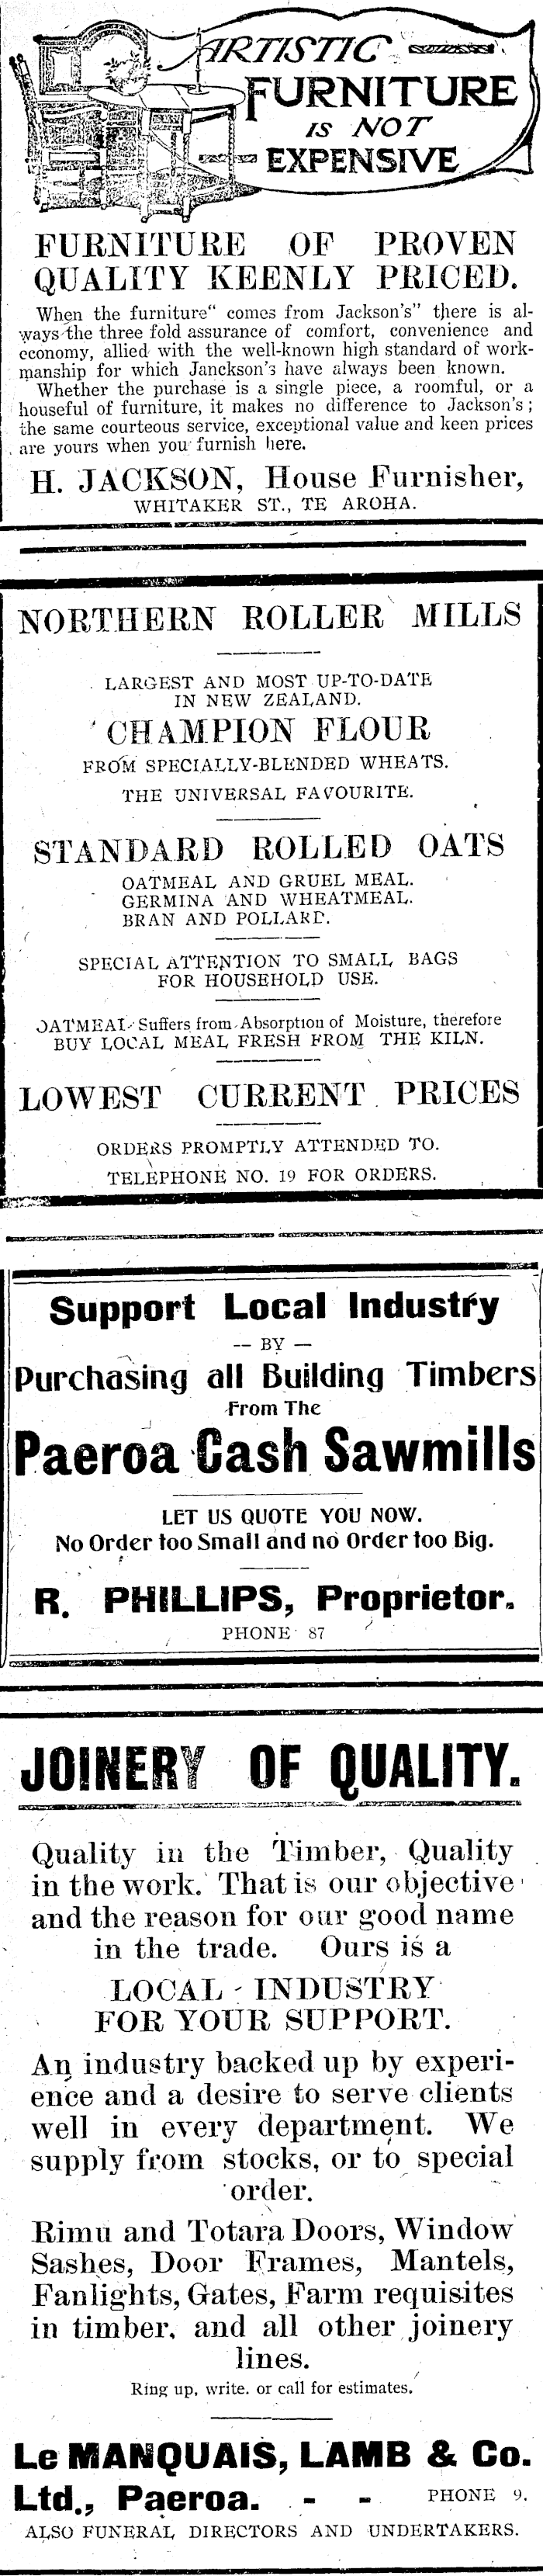 ARTISTIC
FURNITURE
IS NOT
EXPENSIVE
FURNITURE OF PROVEN
QUALITY KEENLY PRICED.
When the furniture“ comes from Jackson's” there is al-
ways the three fold assurance of comfort, convenience and
economy, allied with the well-known high standard of work-
manship for which Janckson's have always been known.
Whether the purchase is a single piece, a roomful, or a
houseful of furniture, it makes no difference to Jackson's;
the same courteous service, exceptional value and keen prices
are yours when you furnish here.
H. JACKSON, House Furnisher,
WHITAKER ST., TE AROHA.
NORTHERN ROLLER MILLS
LARGEST AND MOST UP-TO-DATE
IN NEW ZEALAND.
CHAMPION FLOUR
FROM SPECIALLY-BLENDED WHEATS.
THE UNIVERSAL FAVOURITE.
STANDARD ROLLED OATS
OATMEAL AND GRUEL MEAL.
GERMINA AND WHEATMEAL.
BRAN AND POLLARD.
SPECIAL ATTENTION TO SMALL BAGS
FOR HOUSEHOLD USE.
OATMEAL Suffers from Absorption of Moisture, therefore
BUY LOCAL MEAL FRESH FROM THE KILN.
LOWEST CURRENT PRICES
ORDERS PROMPTLY ATTENDED TO.
TELEPHONE NO. 19 FOR ORDERS.
Support Local Industry
-- BY —
Purchasing all Building Timbers
From The
Paeroa Cash Sawmills
LET US QUOTE YOU NOW.
No Order too Small and no Order too Big.
R. PHILLIPS, Proprietor.
PHONE 87
JOINERY OF QUALITY.
Quality in the Timber, Quality
in the work. That is our objective
and the reason for our good name
in the trade. Ours is a
LOCAL - INDUSTRY
FOR YOUR SUPPORT.
An industry backed up by experi-
ence and a desire to serve clients
well in every department. We
supply from stocks, or to special
order.
Rimu and Totara Doors, Window
Sashes, Door Frames, Mantels,
Fanlights, Gates, Farm requisites
in timber, and all other joinery
lines.
Ring up, write, or call for estimates.
Le MANQUAIS, LAMB & Co.
Ltd., Paeroa. - - PHONE 9.
ALSO FUNERAL DIRECTORS AND UNDERTAKERS.